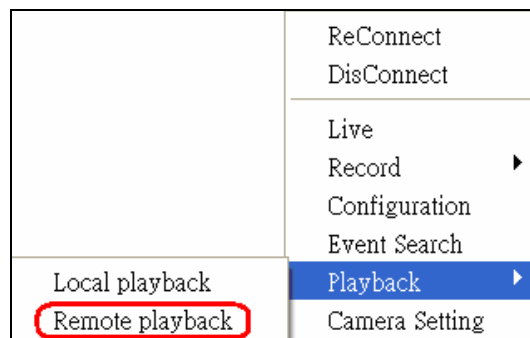 ReConnect
DisConnect
Live
Record
Configuration
Event Search
Playback
Camera Setting
Local playback
Remote playback